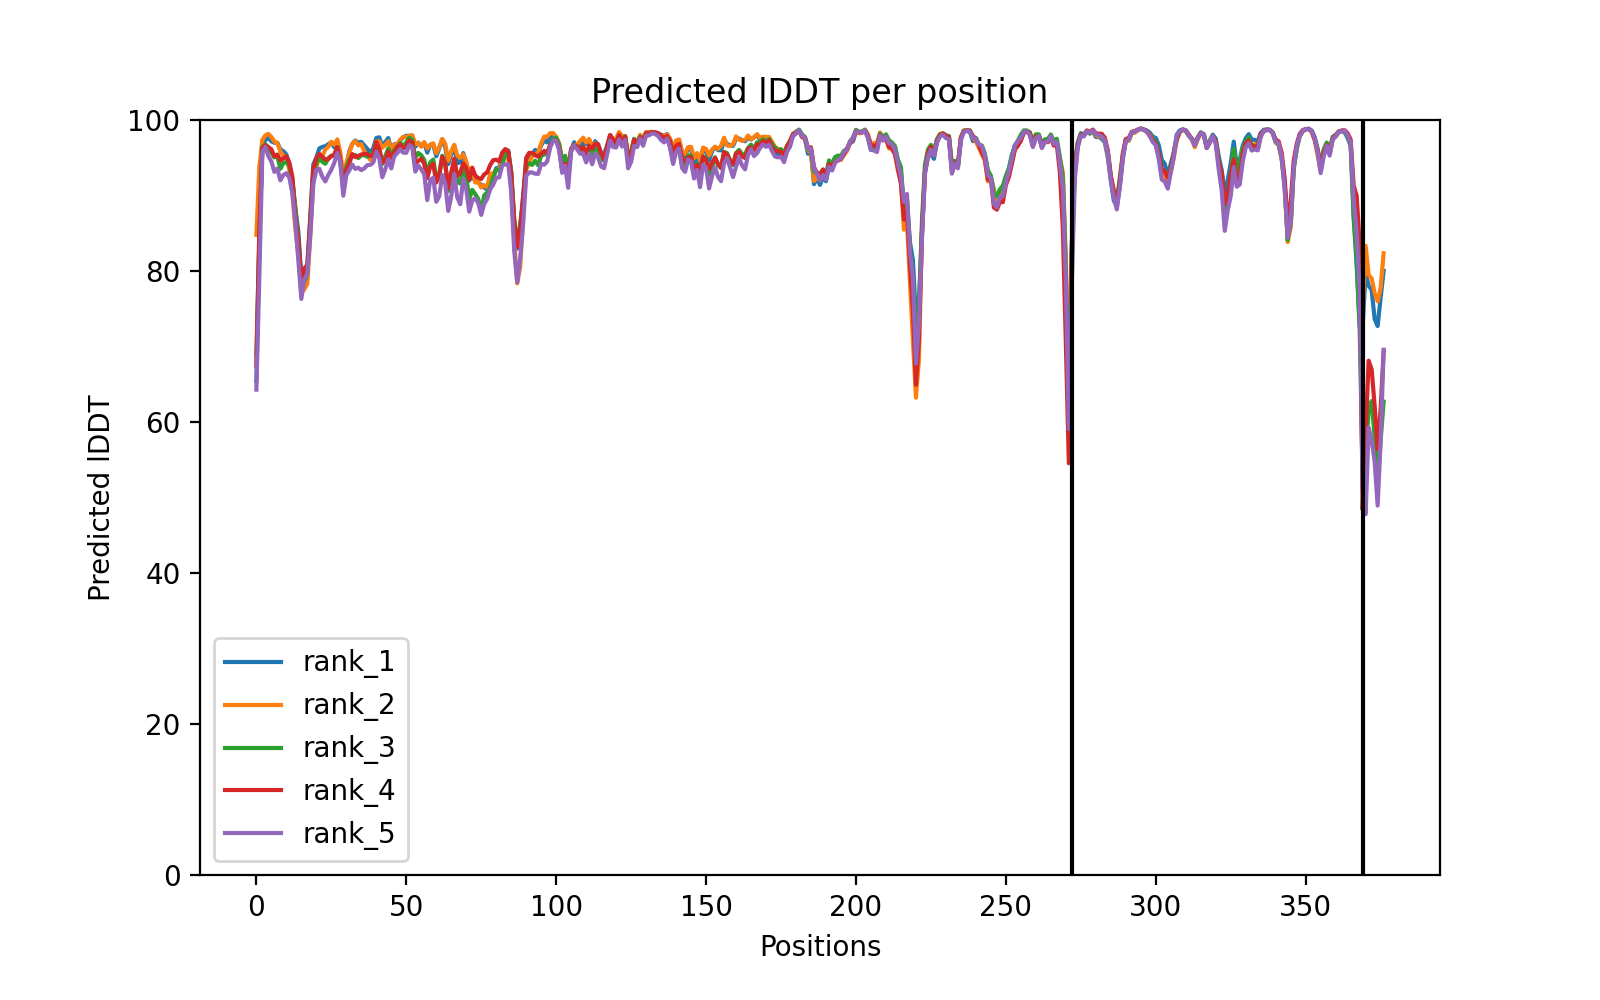 Predicted lDDT per position
100
80
60
40
20
0
Predicted lDDT
rank_1
rank_2
rank_3
rank_4
rank_5
0 50 100 150 200 250 300 350
Positions